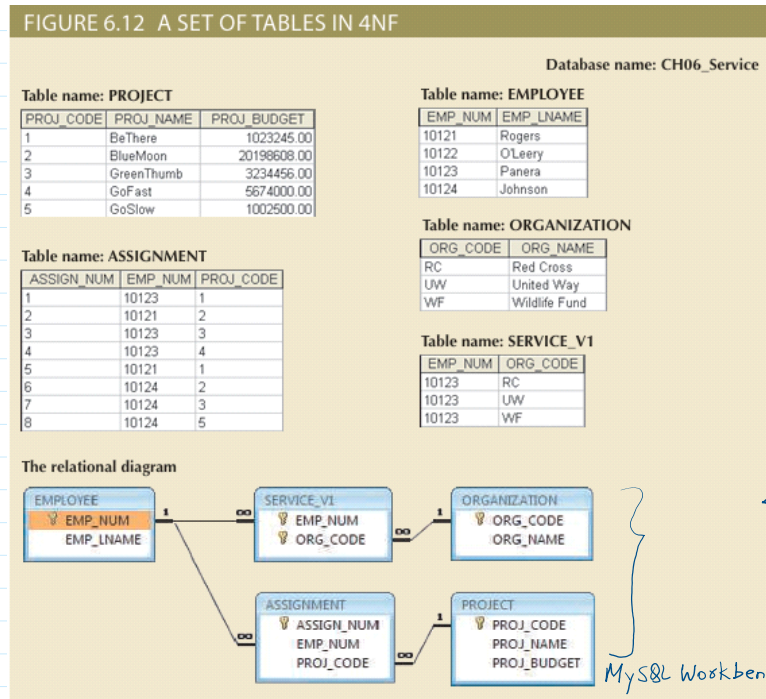 FIGURE 6.12 A SET OF TABLES IN 4NF
Database name: CH06_Service
Table name: PROJECT
PROJ_CODE PROJ_NAME PROJ_BUDGET
1 BeThere 1023245.00
2 BlueMoon 20198608.00
3 GreenThumb 3234456.00
4 GoFast 5674000.00
5 GoSlow 1002500.00
Table name: EMPLOYEE
EMP_NUM EMP_LNAME
10121 Rogers
10122 O'Leery
10123 Panera
10124 Johnson
Table name: ORGANIZATION
ORG_CODE ORG_NAME
RC Red Cross
UW United Way
WF Wildlife Fund
Table name: ASSIGNMENT
ASSIGN_NUM EMP_NUM PROJ_CODE
1 10123 1
2 10121 2
3 10123 3
4 10123 4
5 10121 1
6 10124 2
7 10124 3
8 10124 5
Table name: SERVICE_V1
EMP_NUM ORG_CODE
10123 RC
10123 UW
10123 WF
The relational diagram
EMPLOYEE
EMP_NUM
EMP_LNAME
1
∞
SERVICE_V1
EMP_NUM
ORG_CODE
∞
1
ORGANIZATION
ORG_CODE
ORG_NAME
∞
ASSIGNMENT
ASSIGN_NUM
EMP_NUM
PROJ_CODE
∞
1
PROJECT
PROJ_CODE
PROJ_NAME
PROJ_BUDGET
MySQL Workben